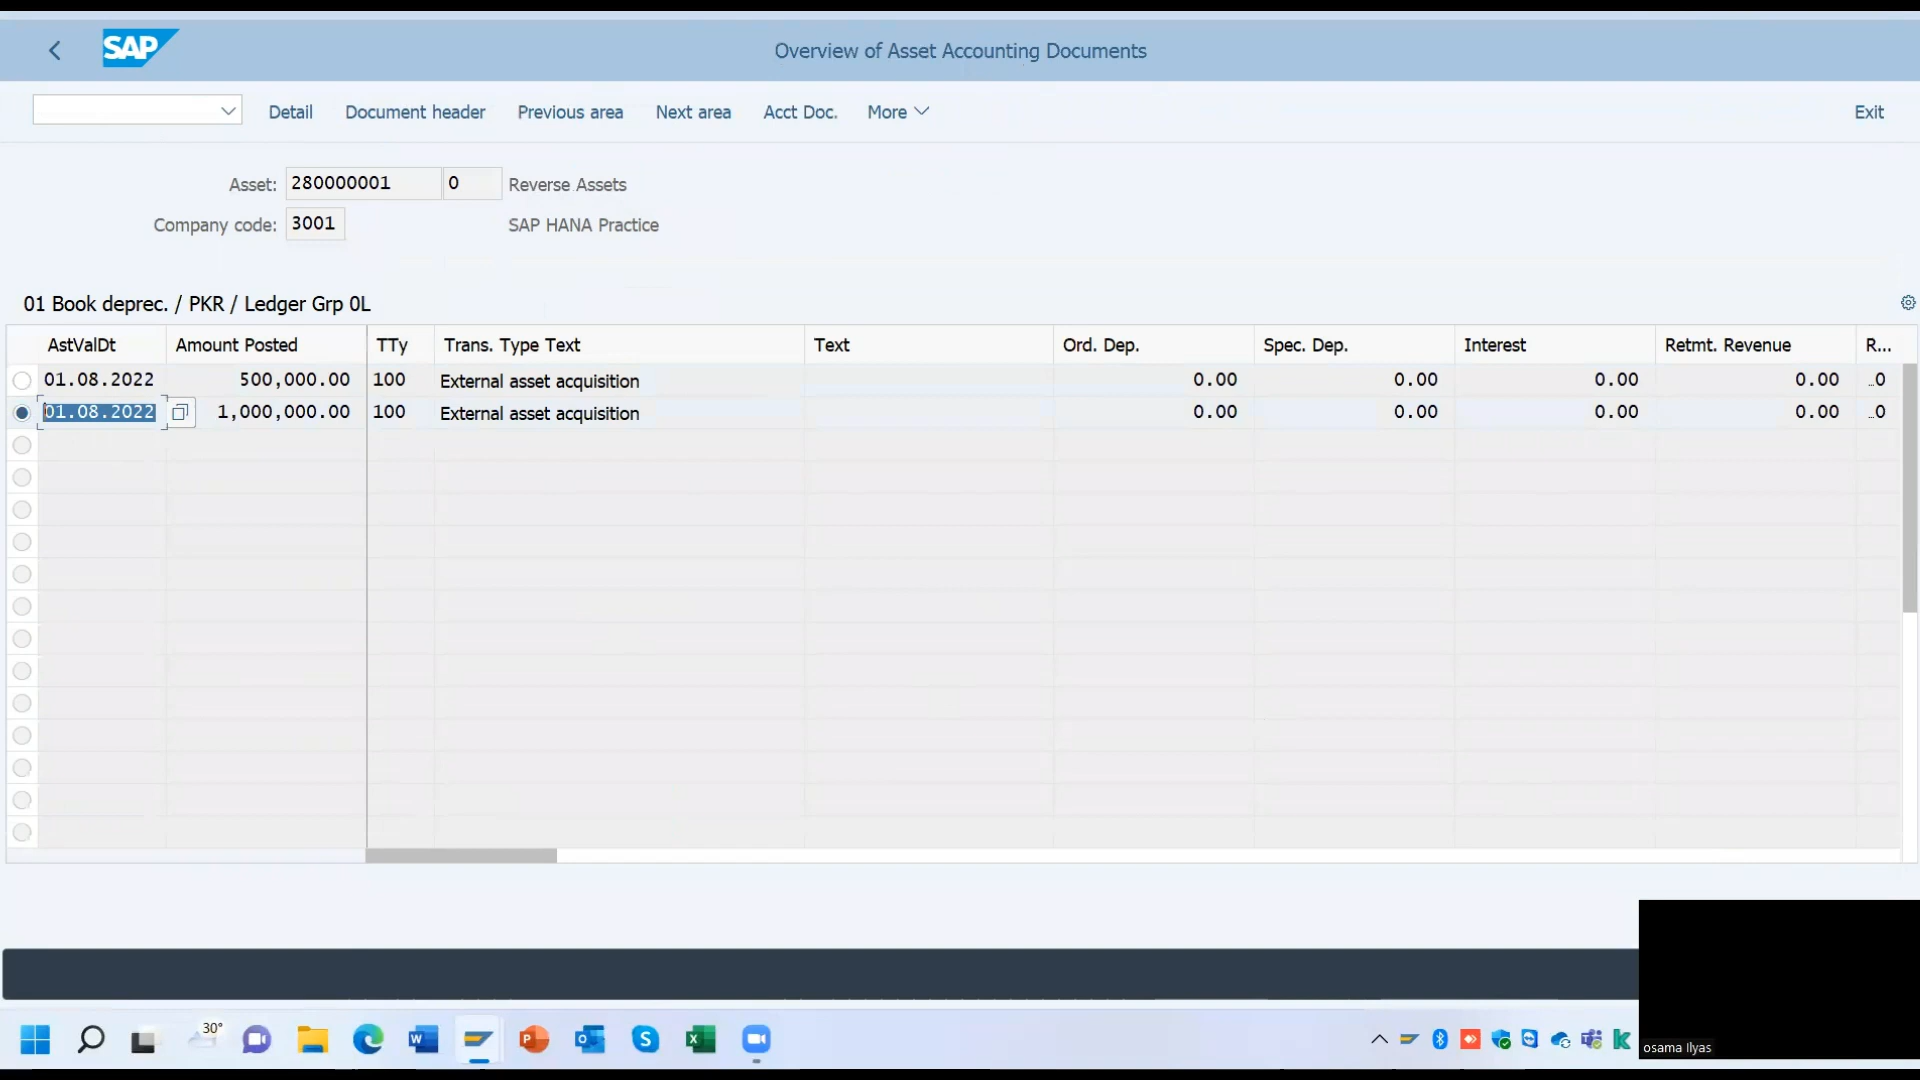 SAP
Overview of Asset Accounting Documents
Detail Document header Previous area Next area Acct Doc. More Exit
Asset: 280000001 0 Reverse Assets
Company code: 3001 SAP HANA Practice
01 Book deprec. / PKR / Ledger Grp 0L
AstValDt Amount Posted TTy Trans. Type Text Text Ord. Dep. Spec. Dep. Interest Retmt. Revenue R...
01.08.2022 500,000.00 100 External asset acquisition 0.00 0.00 0.00 0.00 ..0
01.08.2022 1,000,000.00 100 External asset acquisition 0.00 0.00 0.00 0.00 ..0
30°
osama Ilyas